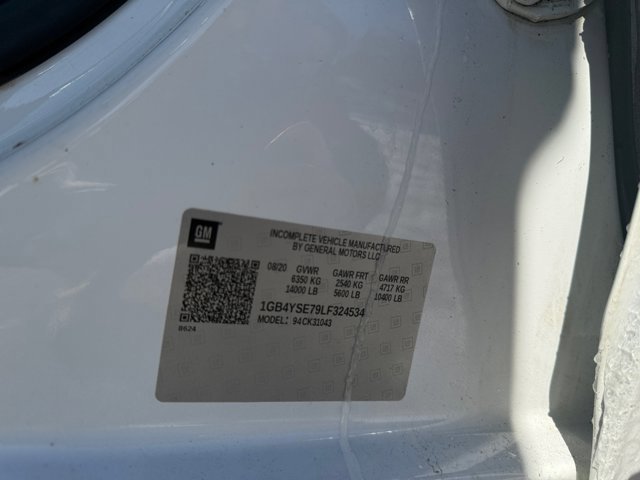 GM
INCOMPLETE VEHICLE MANUFACTURED
BY GENERAL MOTORS LLC
08/20 GVWR GAWR FRT GAWR RR
6350 KG 2540 KG 4717 KG
14000 LB 5600 LB 10400 LB
1GB4YSE79LF324534
MODEL: 94CK31043
B624